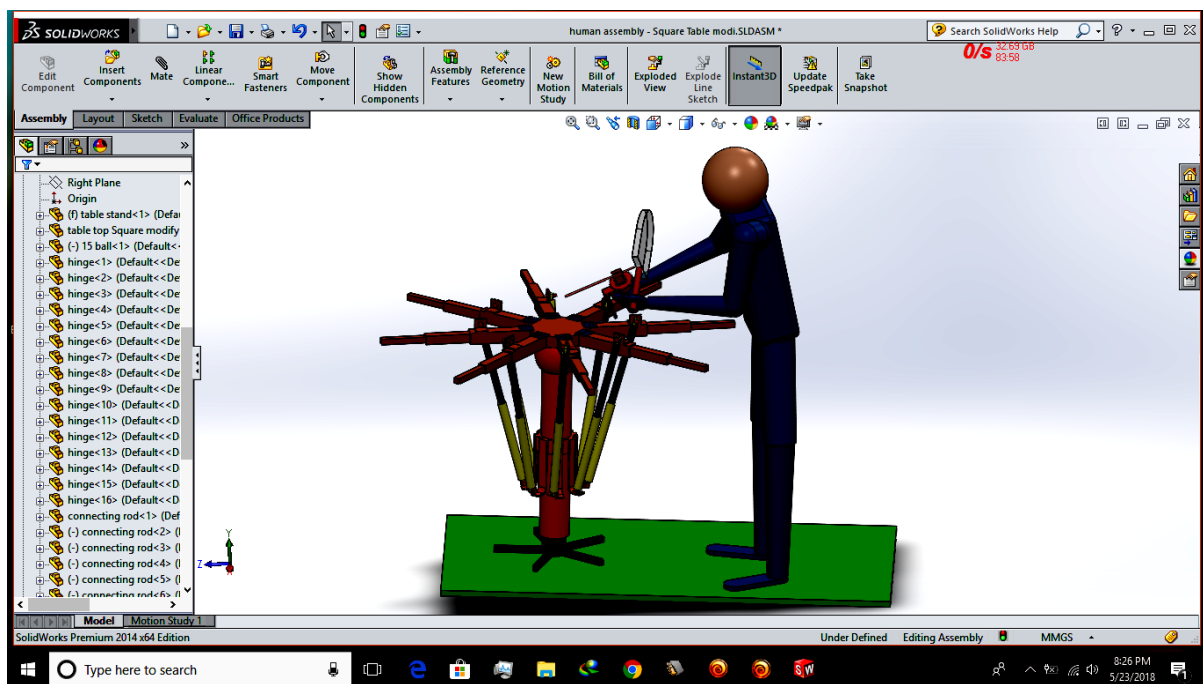 SOLIDWORKS
human assembly - Square Table modi.SLDASM *
Search SolidWorks Help
0/s 32.69 GB
83:58
Edit Component
Insert Components
Mate
Linear Compone...
Smart Fasteners
Move Component
Show Hidden Components
Assembly Features
Reference Geometry
New Motion Study
Bill of Materials
Exploded View
Explode Line Sketch
Instant3D
Update Speedpak
Take Snapshot
Assembly Layout Sketch Evaluate Office Products
Right Plane
Origin
(f) table stand<1> (Defau
table top Square modify
(-) 15 ball<1> (Default<
hinge<1> (Default<<De
hinge<2> (Default<<De
hinge<3> (Default<<De
hinge<4> (Default<<De
hinge<5> (Default<<De
hinge<6> (Default<<De
hinge<7> (Default<<De
hinge<8> (Default<<De
hinge<9> (Default<<De
hinge<10> (Default<<D
hinge<11> (Default<<D
hinge<12> (Default<<D
hinge<13> (Default<<D
hinge<14> (Default<<D
hinge<15> (Default<<D
hinge<16> (Default<<D
connecting rod<1> (Def
(-) connecting rod<2> (
(-) connecting rod<3> (
(-) connecting rod<4> (
(-) connecting rod<5> (
(-) connecting rod<6> (
Y
Z
Model Motion Study 1
SolidWorks Premium 2014 x64 Edition
Under Defined Editing Assembly MMGS
Type here to search
8:26 PM
5/23/2018